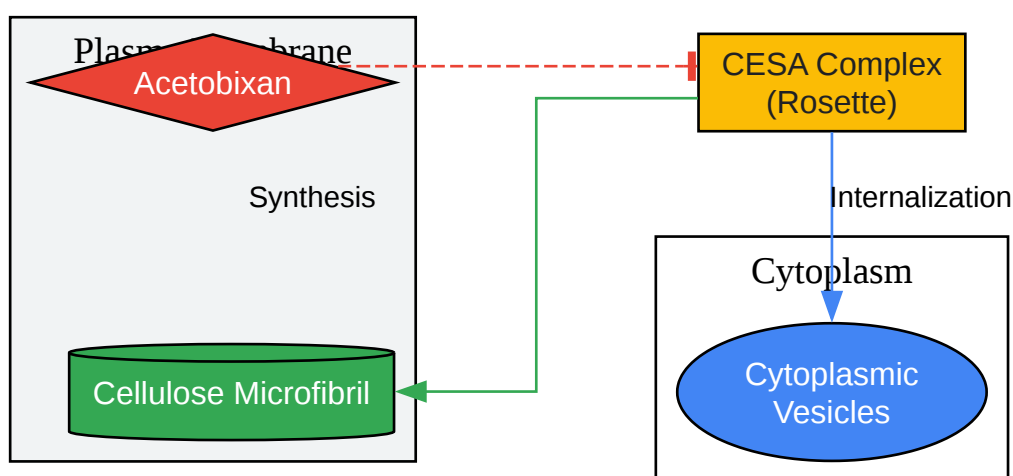 Acetobixan
CESA Complex
(Rosette)
Synthesis
Internalization
Cytoplasm
Cellulose Microfibril
Cytoplasmic
Vesicles